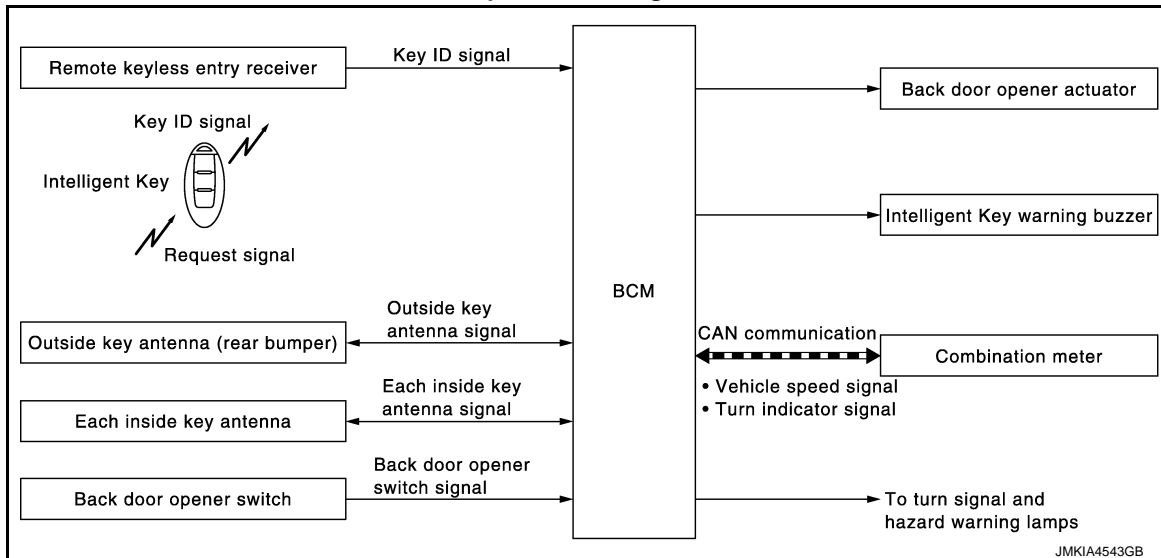 Remote keyless entry receiver
Key ID signal
Key ID signal
Intelligent Key
Request signal
Outside key antenna (rear bumper)
Outside key
antenna signal
Each inside key antenna
Each inside key
antenna signal
Back door opener switch
Back door opener
switch signal
BCM
Back door opener actuator
Intelligent Key warning buzzer
CAN communication
Combination meter
• Vehicle speed signal
• Turn indicator signal
To turn signal and
hazard warning lamps
JMKIA4543GB